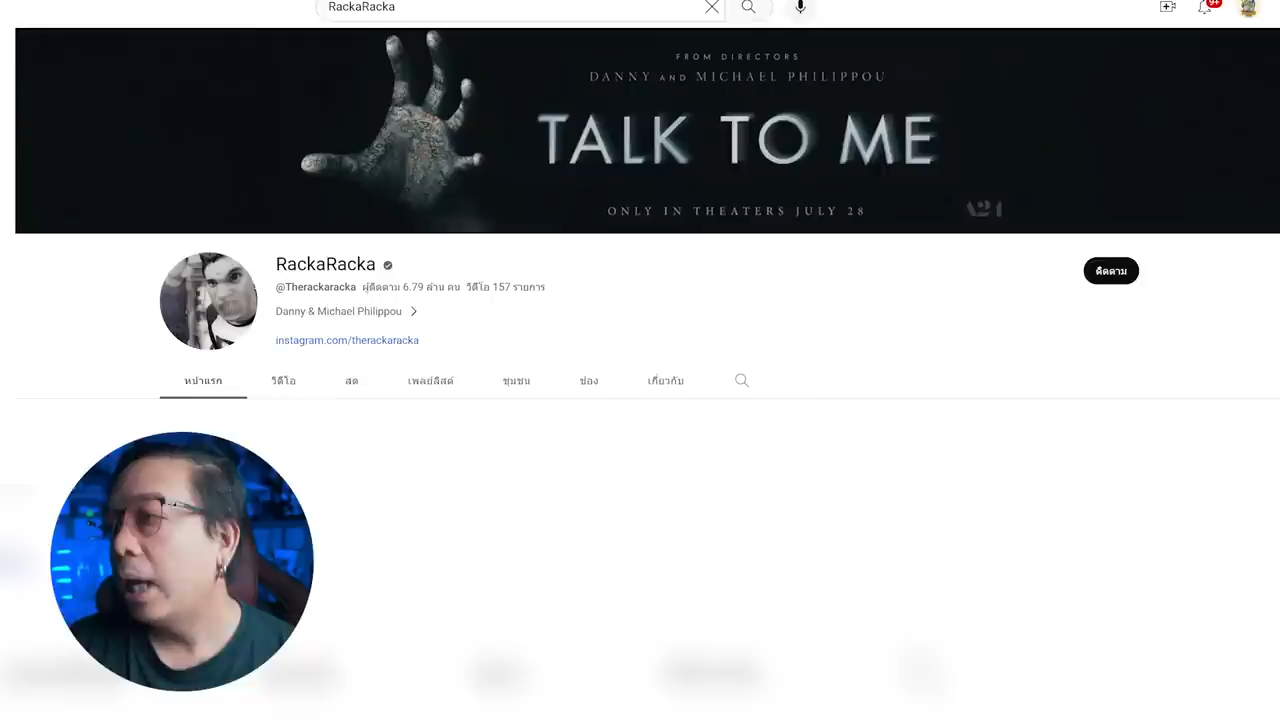 RackaRacka
9+
FROM DIRECTORS
DANNY AND MICHAEL PHILIPPOU
TALK TO ME
ONLY IN THEATERS JULY 28
A24
RackaRacka
@Therackaracka ผู้ติดตาม 6.79 ล้าน คน วิดีโอ 157 รายการ
ติดตาม
Danny & Michael Philippou
instagram.com/therackaracka
หน้าแรก วิดีโอ สด เพลย์ลิสต์ ชุมชน ช่อง เกี่ยวกับ